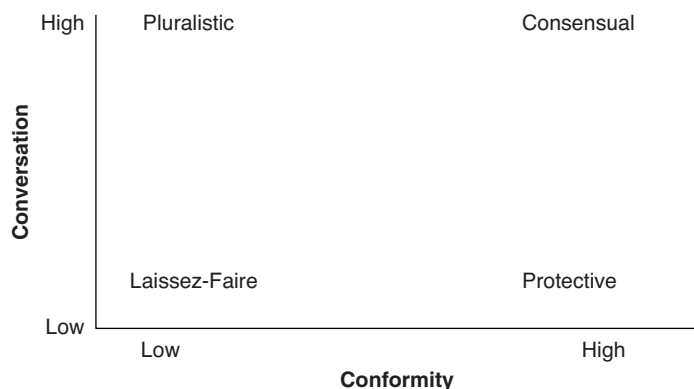 High Pluralistic Consensual
Conversation
Laissez-Faire Protective
Low
Low High
Conformity